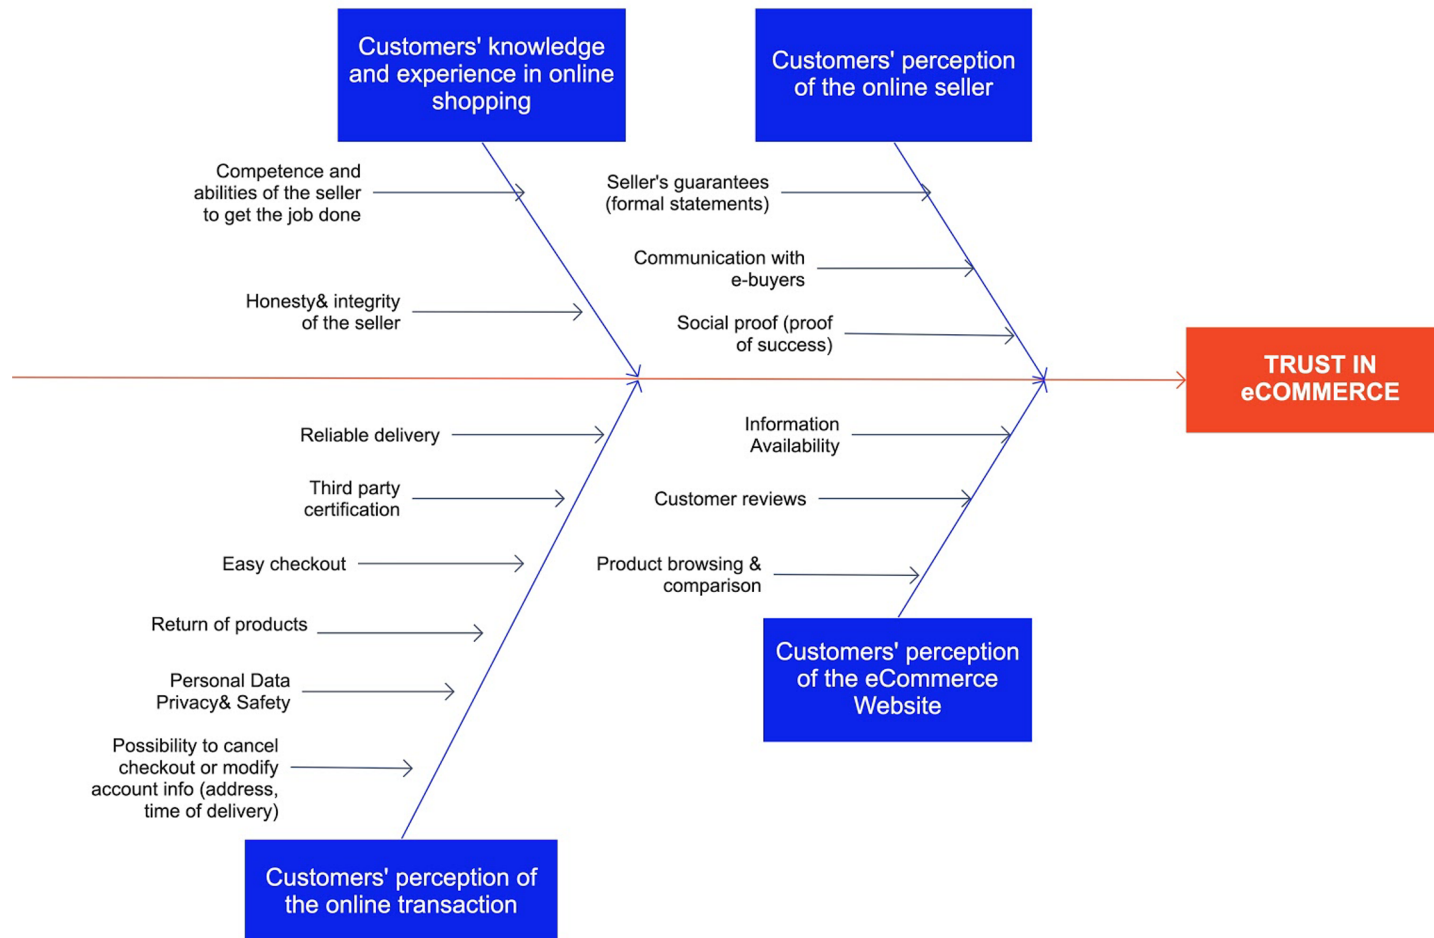 Customers' knowledge
and experience in online
shopping
Customers' perception
of the online seller
Competence and
abilities of the seller
to get the job done
Honesty& integrity
of the seller
Seller's guarantees
(formal statements)
Communication with
e-buyers
Social proof (proof
of success)
TRUST IN
eCOMMERCE
Reliable delivery
Third party
certification
Easy checkout
Return of products
Personal Data
Privacy& Safety
Possibility to cancel
checkout or modify
account info (address,
time of delivery)
Information
Availability
Customer reviews
Product browsing &
comparison
Customers' perception
of the eCommerce
Website
Customers' perception of
the online transaction